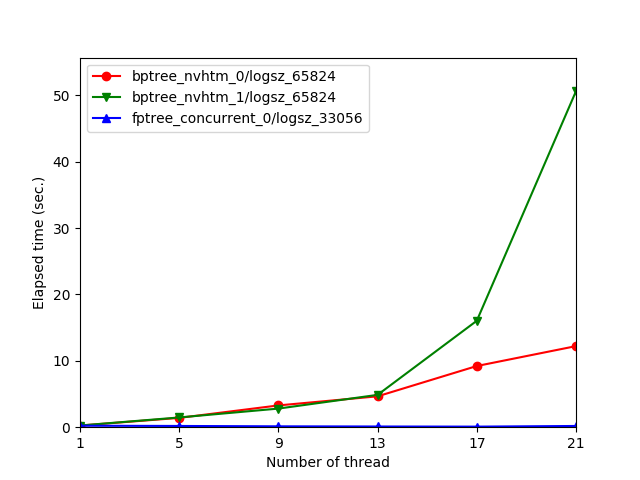 bptree_nvhtm_0/logsz_65824
bptree_nvhtm_1/logsz_65824
fptree_concurrent_0/logsz_33056
50
40
30
20
10
0
Elapsed time (sec.)
1 5 9 13 17 21
Number of thread